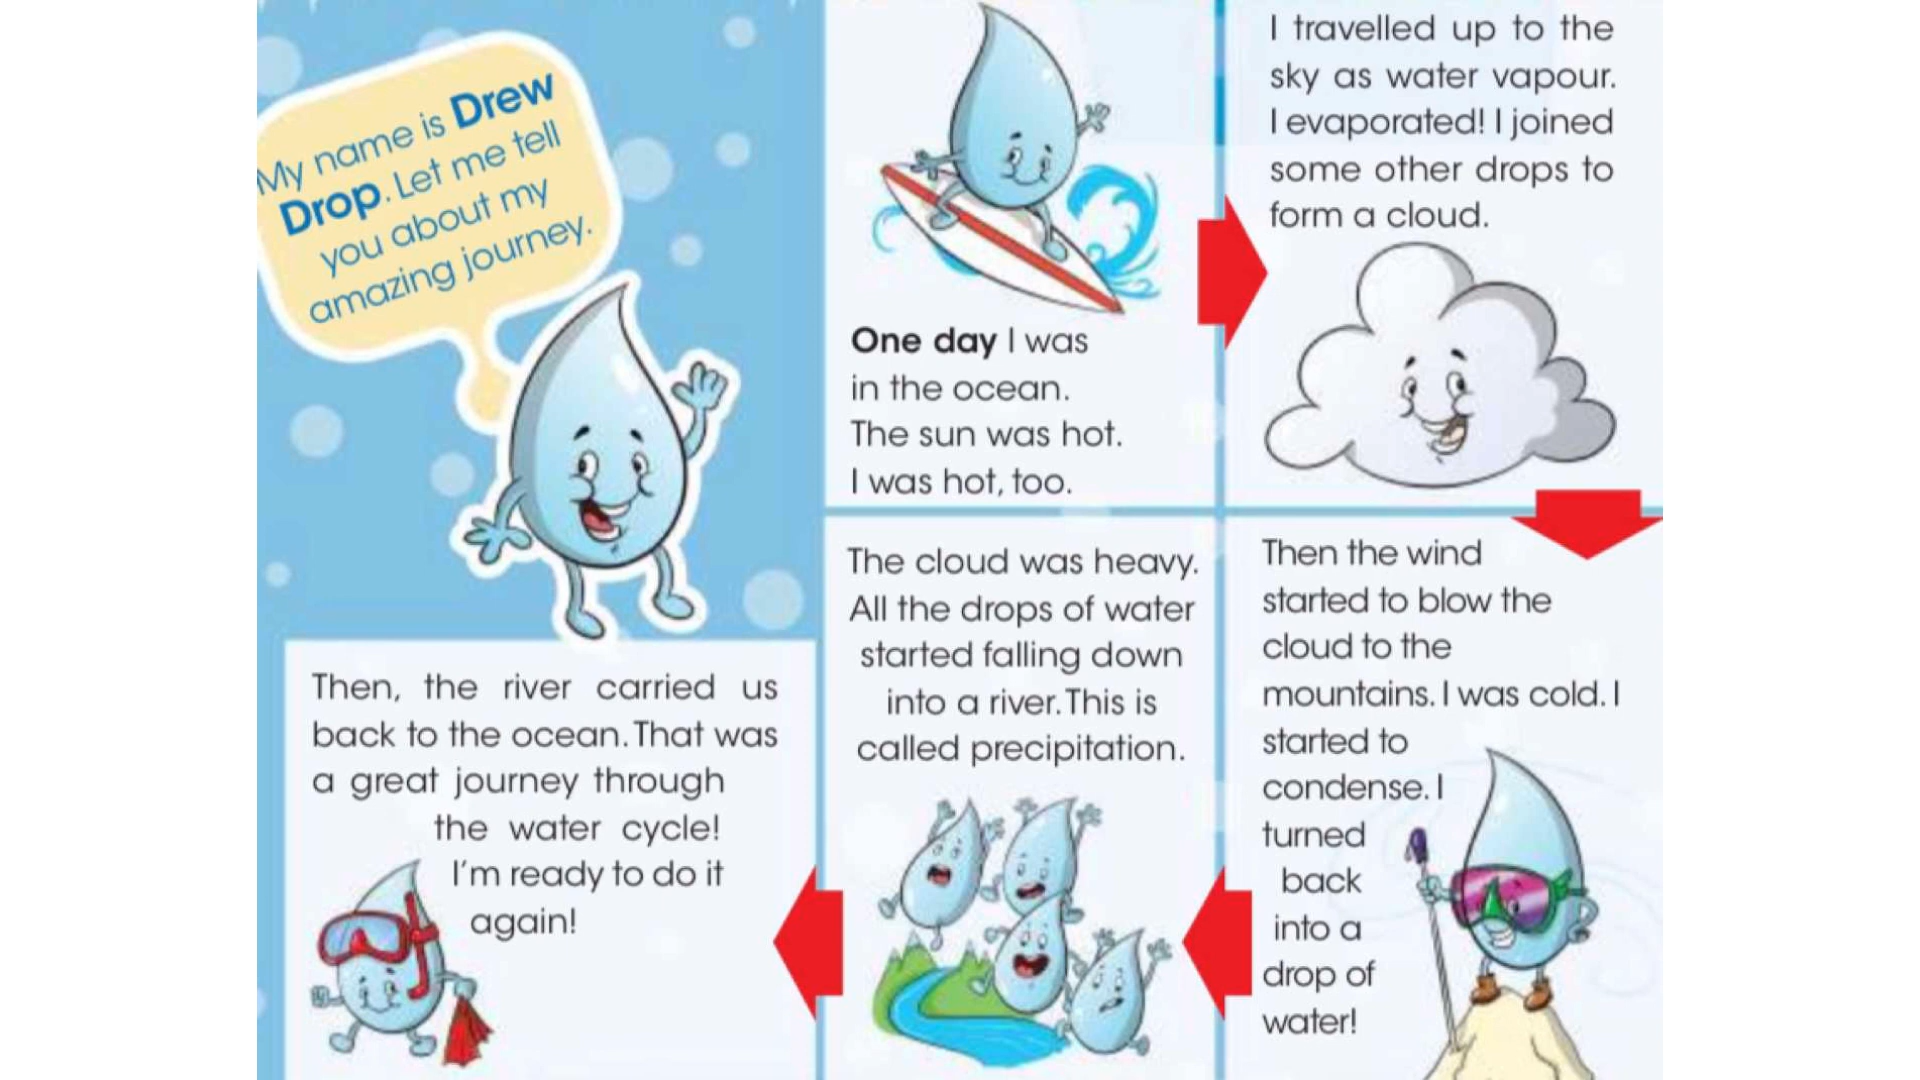 My name is Drew
Drop. Let me tell
you about my
amazing journey.
One day I was
in the ocean.
The sun was hot.
I was hot, too.
I travelled up to the
sky as water vapour.
I evaporated! I joined
some other drops to
form a cloud.
Then the wind
started to blow the
cloud to the
mountains. I was cold. I
started to
condense. I
turned
back
into a
drop of
water!
The cloud was heavy.
All the drops of water
started falling down
into a river. This is
called precipitation.
Then, the river carried us
back to the ocean. That was
a great journey through
the water cycle!
I'm ready to do it
again!